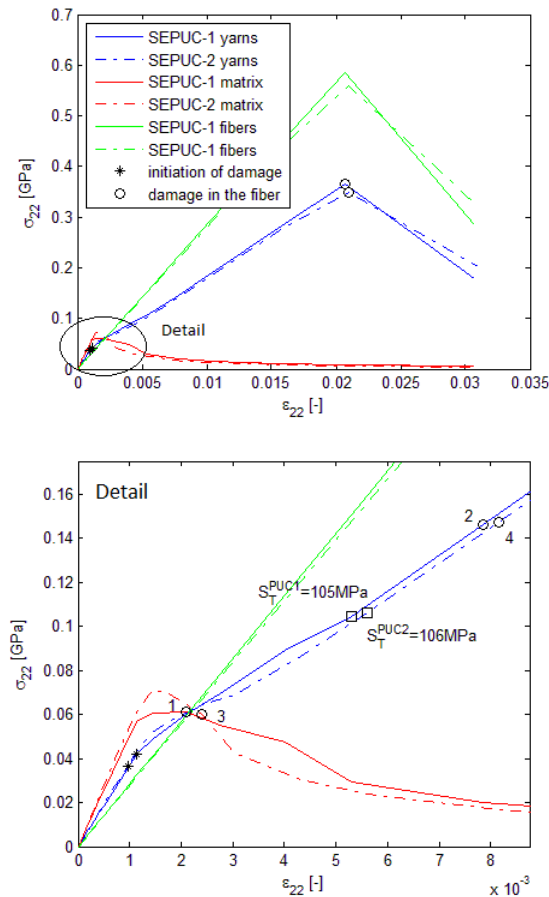 0.7
0.6
0.5
0.4
0.3
0.2
0.1
0
σ22 [GPa]
SEPUC-1 yarns
SEPUC-2 yarns
SEPUC-1 matrix
SEPUC-2 matrix
SEPUC-1 fibers
SEPUC-1 fibers
initiation of damage
damage in the fiber
Detail
0 0.005 0.01 0.015 0.02 0.025 0.03 0.035
ε22 [-]
Detail
0.16
0.14
0.12
0.1
0.08
0.06
0.04
0.02
0
σ22 [GPa]
2
4
S_T^PUC1=105MPa
S_T^PUC2=106MPa
1
3
0 1 2 3 4 5 6 7 8
ε22 [-]
x 10^-3